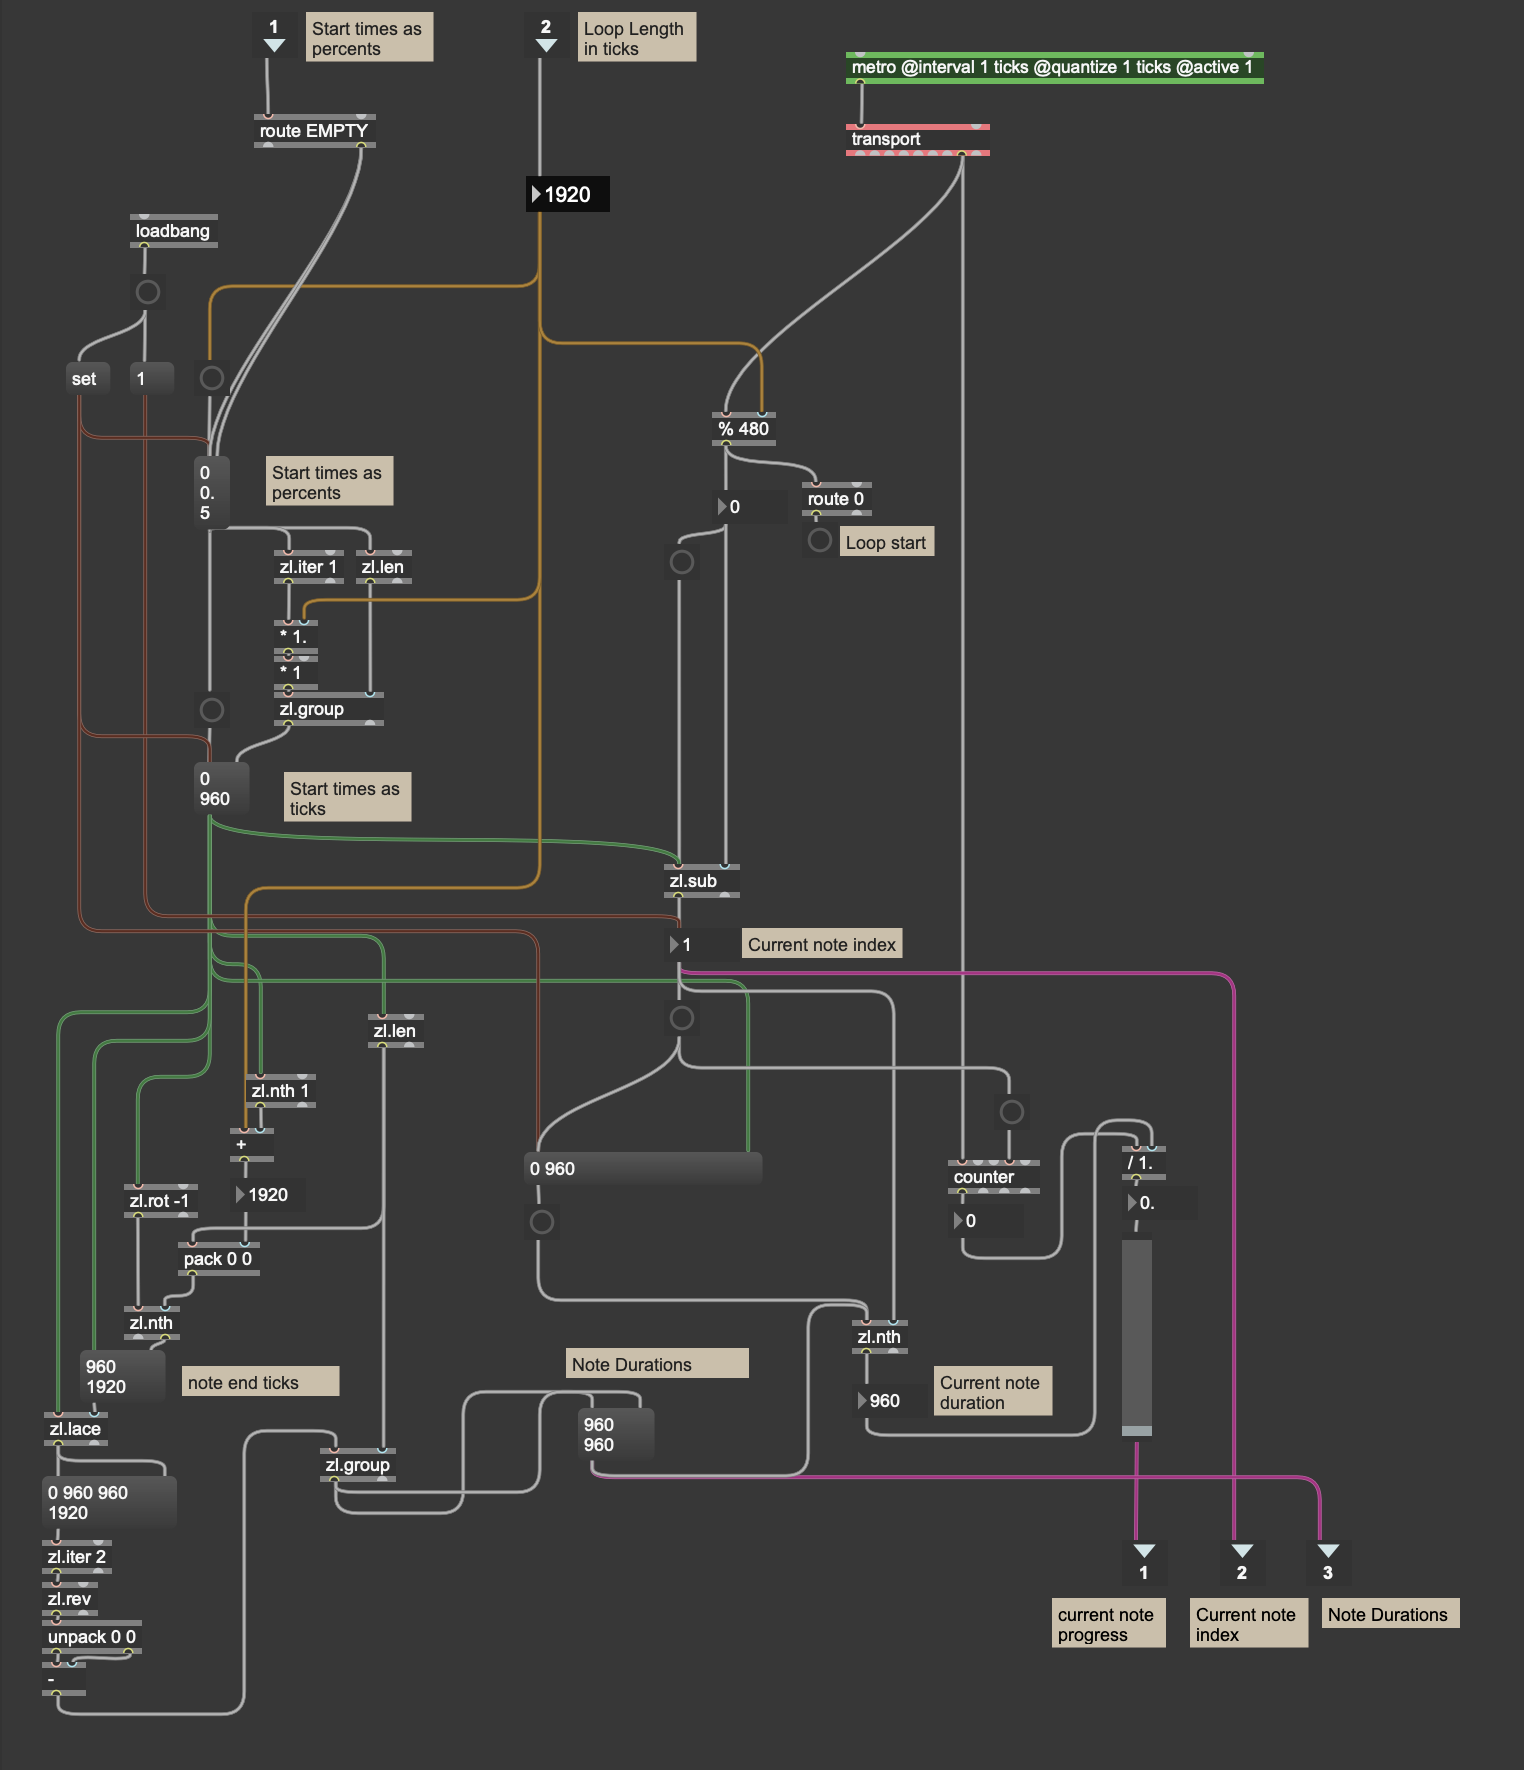 1
Start times as
percents
2
Loop Length
in ticks
metro @interval 1 ticks @quantize 1 ticks @active 1
route EMPTY
transport
1920
loadbang
set
1
% 480
0
0.
5
Start times as
percents
0
route 0
Loop start
zl.iter 1
zl.len
* 1.
* 1
zl.group
0
960
Start times as
ticks
zl.sub
1
Current note index
zl.len
zl.nth 1
+
1920
zl.rot -1
pack 0 0
0 960
counter
0
/ 1.
0.
zl.nth
960
1920
note end ticks
zl.nth
960
Current note
duration
Note Durations
960
960
zl.lace
zl.group
0 960 960
1920
zl.iter 2
zl.rev
unpack 0 0
-
1
2
3
current note
progress
Current note
index
Note Durations